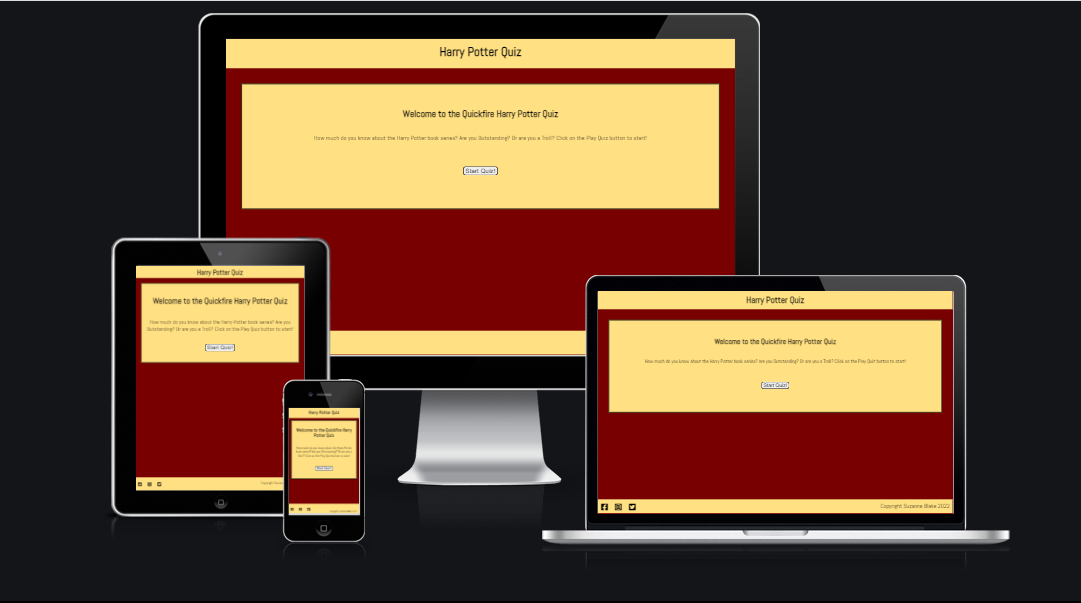 Harry Potter Quiz
Welcome to the Quickfire Harry Potter Quiz
How much do you know about the Harry Potter book series? Are you Outstanding? Or are you a Troll? Click on the Play Quiz button to start!
Start Quiz!
Harry Potter Quiz
Welcome to the Quickfire Harry Potter Quiz
How much do you know about the Harry Potter book series? Are you
Outstanding? Or are you a Troll? Click on the Play Quiz button to start!
Start Quiz!
Harry Potter Quiz
Welcome to the Quickfire Harry Potter Quiz
How much do you know about the Harry Potter book series? Are you Outstanding? Or are you a Troll? Click on the Play Quiz button to start!
Start Quiz!
Copyright Suzanne Blake 2022
Harry Potter Quiz
Welcome to the Quickfire Harry
Potter Quiz
Start Quiz!